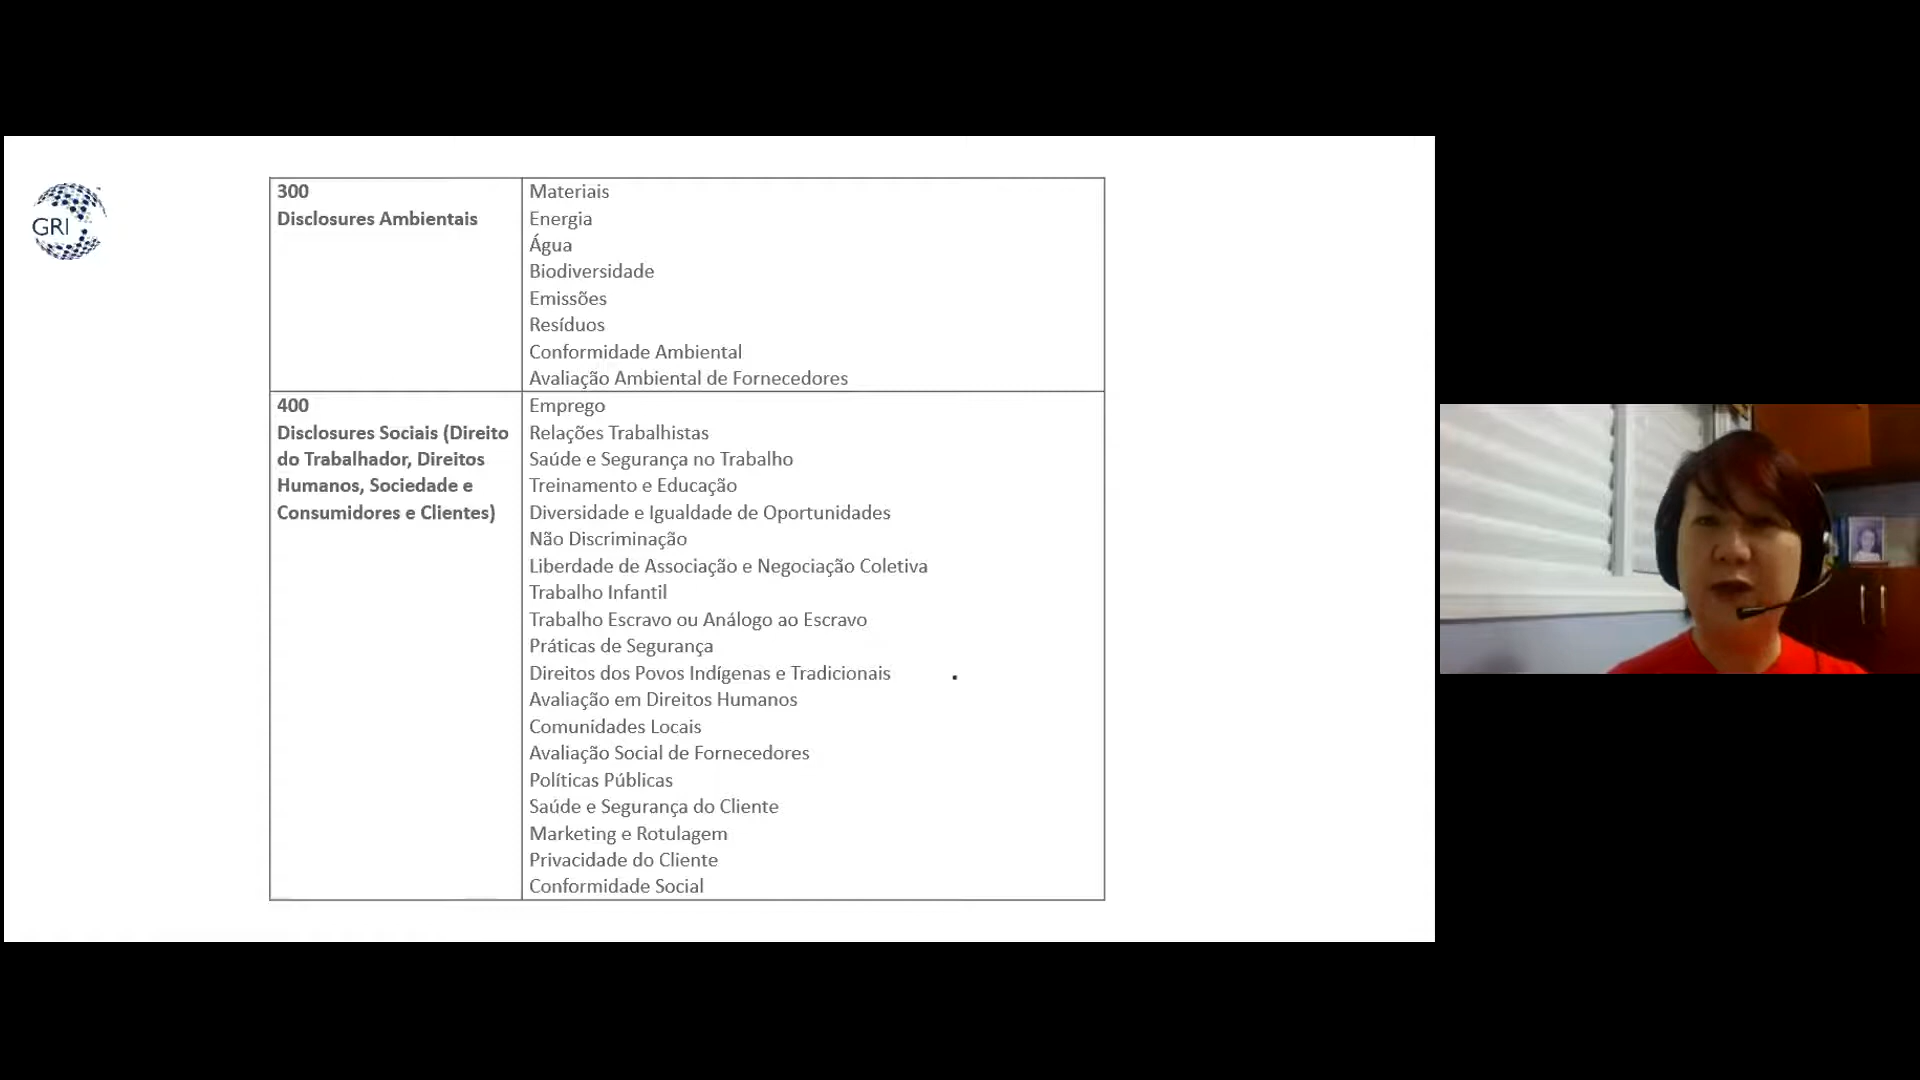 GRI
300
Disclosures Ambientais
Materiais
Energia
Água
Biodiversidade
Emissões
Resíduos
Conformidade Ambiental
Avaliação Ambiental de Fornecedores
400
Disclosures Sociais (Direito
do Trabalhador, Direitos
Humanos, Sociedade e
Consumidores e Clientes)
Emprego
Relações Trabalhistas
Saúde e Segurança no Trabalho
Treinamento e Educação
Diversidade e Igualdade de Oportunidades
Não Discriminação
Liberdade de Associação e Negociação Coletiva
Trabalho Infantil
Trabalho Escravo ou Análogo ao Escravo
Práticas de Segurança
Direitos dos Povos Indígenas e Tradicionais
Avaliação em Direitos Humanos
Comunidades Locais
Avaliação Social de Fornecedores
Políticas Públicas
Saúde e Segurança do Cliente
Marketing e Rotulagem
Privacidade do Cliente
Conformidade Social